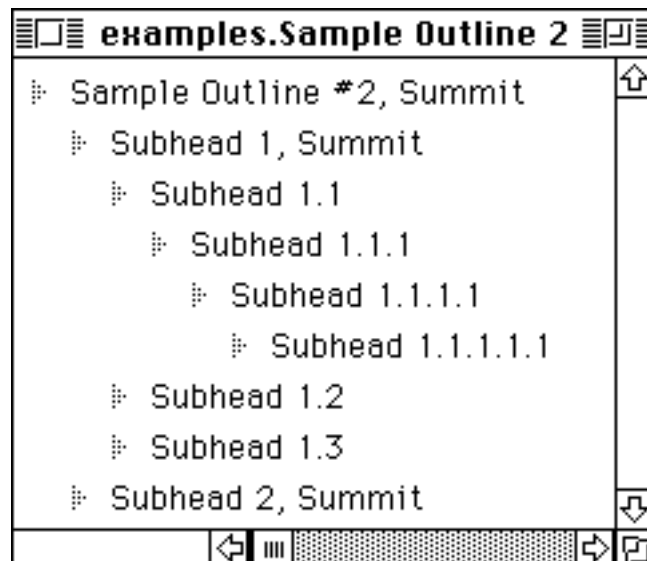 examples.Sample Outline 2
Sample Outline #2, Summit
Subhead 1, Summit
Subhead 1.1
Subhead 1.1.1
Subhead 1.1.1.1
Subhead 1.1.1.1.1
Subhead 1.2
Subhead 1.3
Subhead 2, Summit